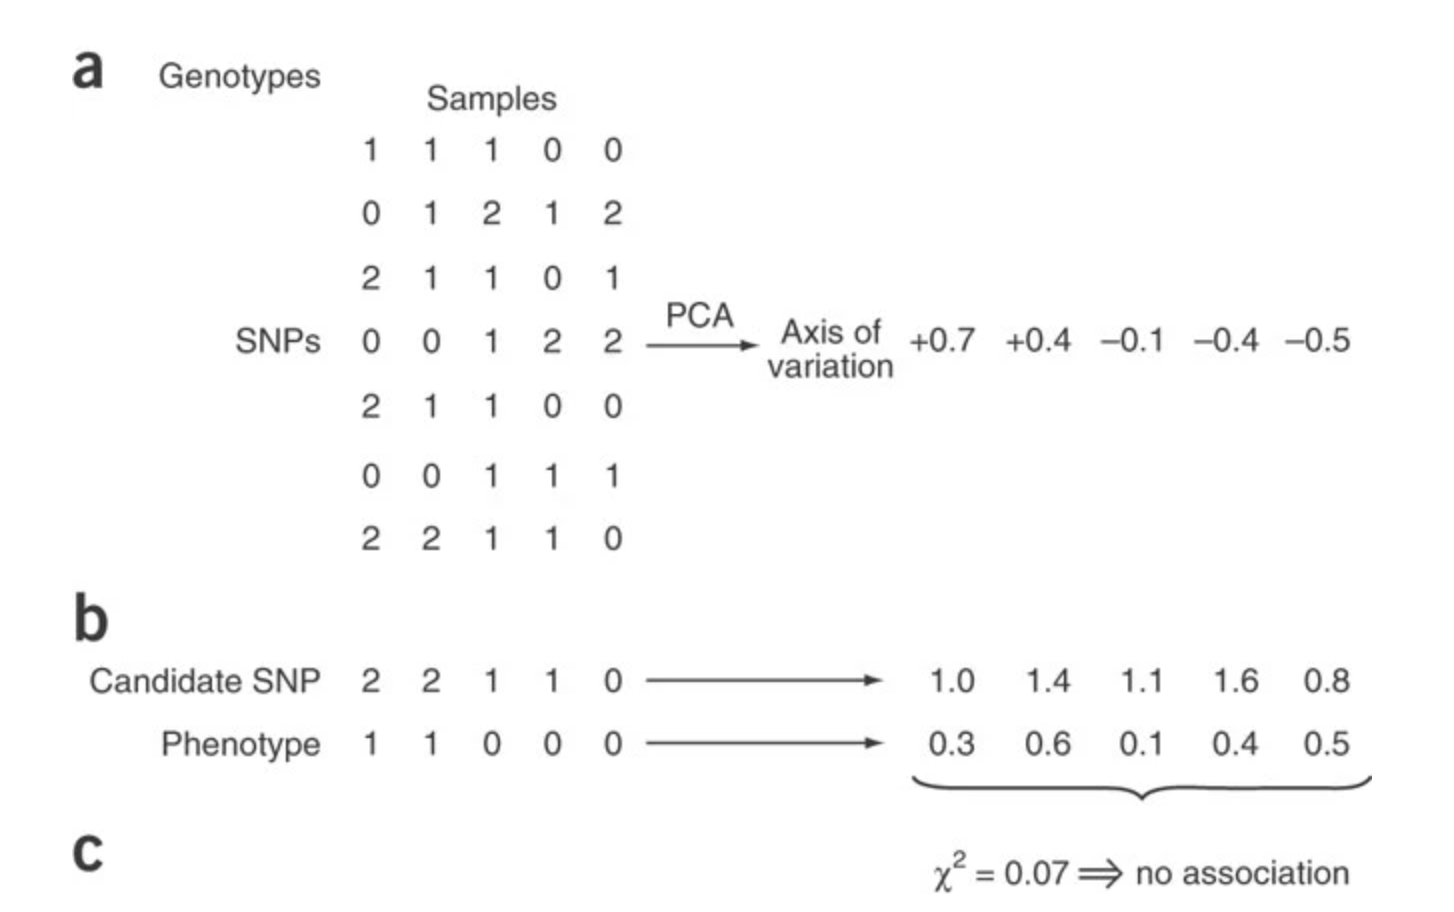 a Genotypes
Samples
1 1 1 0 0
0 1 2 1 2
2 1 1 0 1
SNPs 0 0 1 2 2 PCA Axis of variation +0.7 +0.4 –0.1 –0.4 –0.5
2 1 1 0 0
0 0 1 1 1
2 2 1 1 0
b
Candidate SNP 2 2 1 1 0 1.0 1.4 1.1 1.6 0.8
Phenotype 1 1 0 0 0 0.3 0.6 0.1 0.4 0.5
c
χ² = 0.07 ⟹ no association